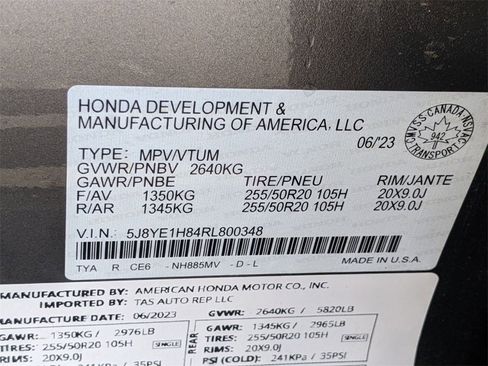 HONDA DEVELOPMENT &
MANUFACTURING OF AMERICA, LLC
06/23
CMVSS CANADA NSVAC
942
TRANSPORT
TYPE: MPV/VTUM
GVWR/PNBV 2640KG
GAWR/PNBE TIRE/PNEU RIM/JANTE
F/AV 1350KG 255/50R20 105H 20X9.0J
R/AR 1345KG 255/50R20 105H 20X9.0J
V.I.N.: 5J8YE1H84RL800348
TYA R CE6 -NH885MV -D-L MADE IN U.S.A.
MANUFACTURED BY: AMERICAN HONDA MOTOR CO., INC.
IMPORTED BY: TAS AUTO REP LLC
MANUFACTURE DATE: 06/2023 GVWR: 2640KG / 5820LB
GAWR: 1350KG / 2976LB REAR GAWR: 1345KG / 2965LB
TIRES: 255/50R20 105H SINGLE TIRES: 255/50R20 105H SINGLE
RIMS: 20X9.0J RIMS: 20X9.0J
241KPA / 35PSI PSI (COLD): 241KPA / 35PSI